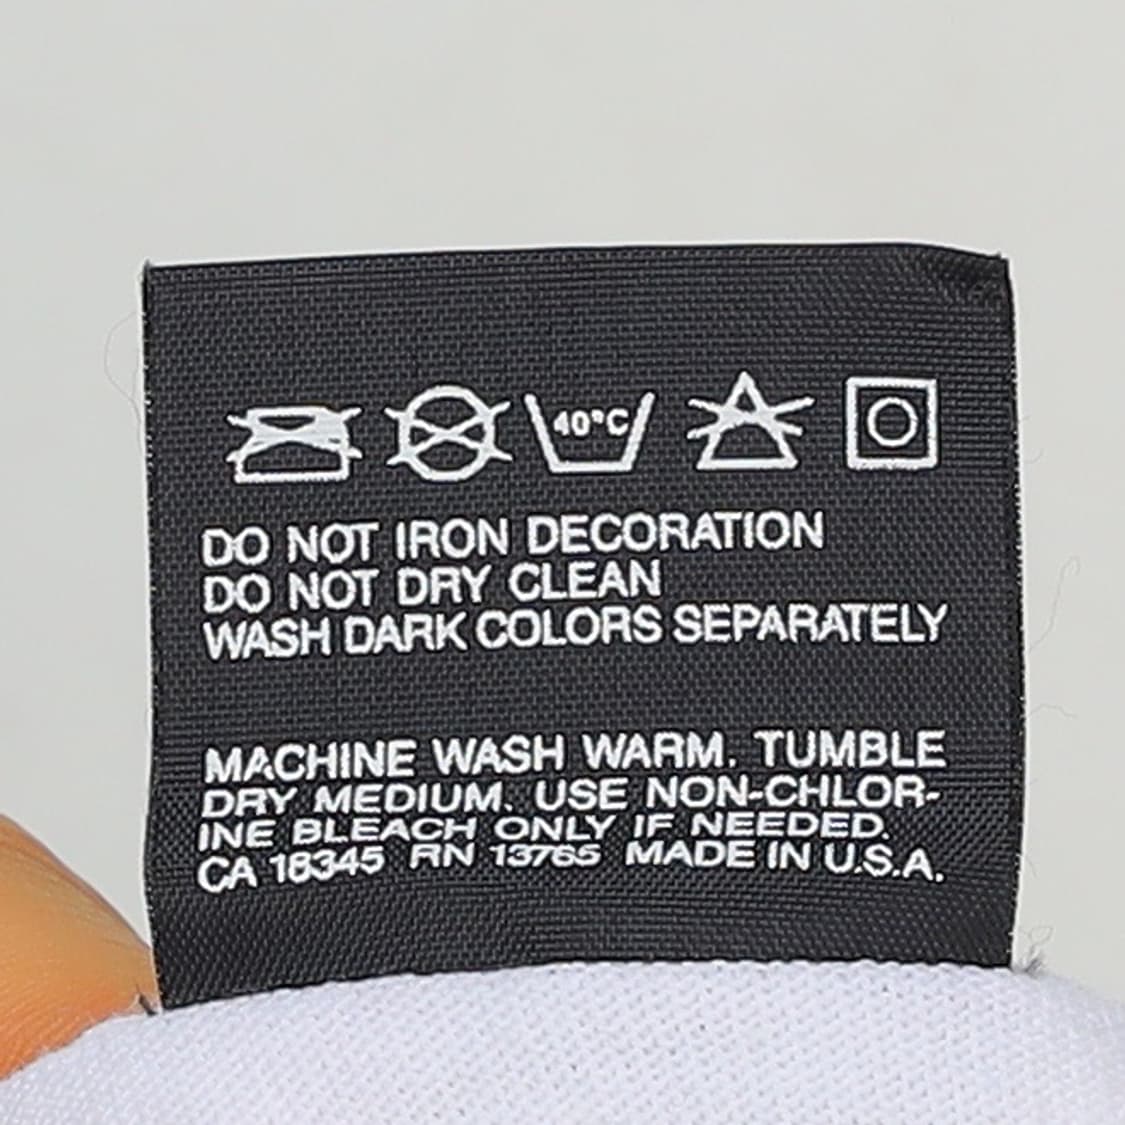 40°C
DO NOT IRON DECORATION
DO NOT DRY CLEAN
WASH DARK COLORS SEPARATELY
MACHINE WASH WARM. TUMBLE
DRY MEDIUM. USE NON-CHLOR-
INE BLEACH ONLY IF NEEDED.
CA 18345 RN 13765 MADE IN U.S.A.